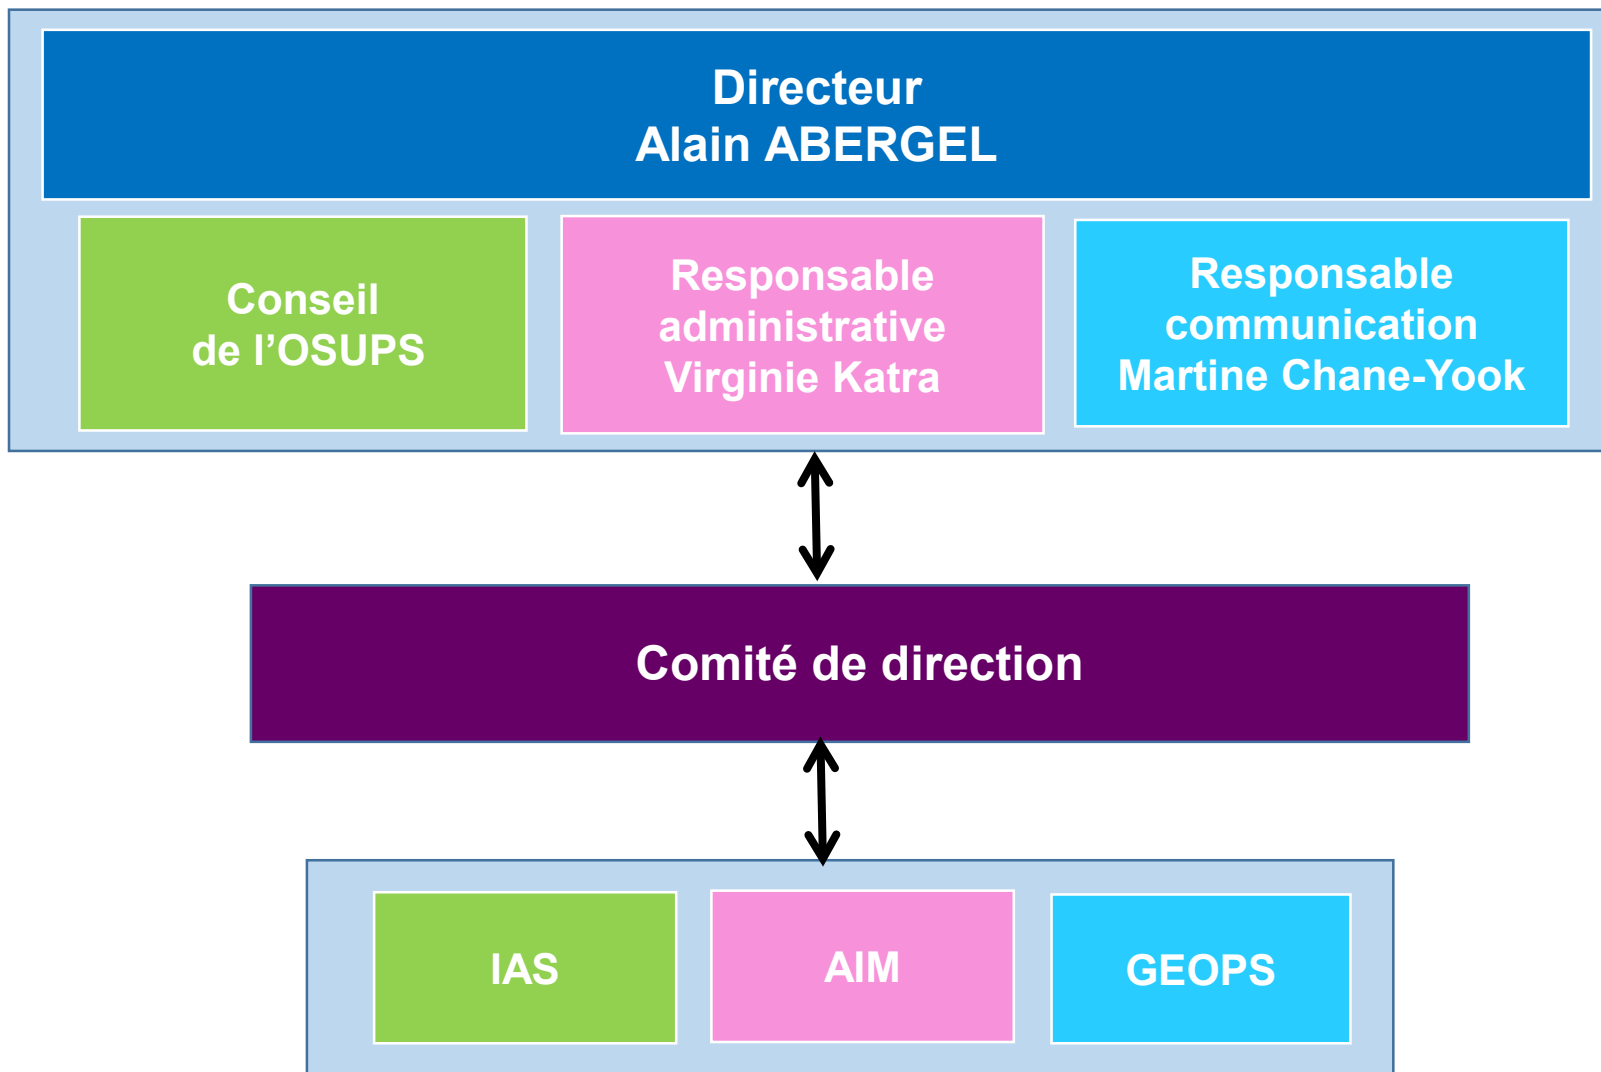 Directeur
Alain ABERGEL
Conseil
de l’OSUPS
Responsable
administrative
Virginie Katra
Responsable
communication
Martine Chane-Yook
Comité de direction
IAS
AIM
GEOPS